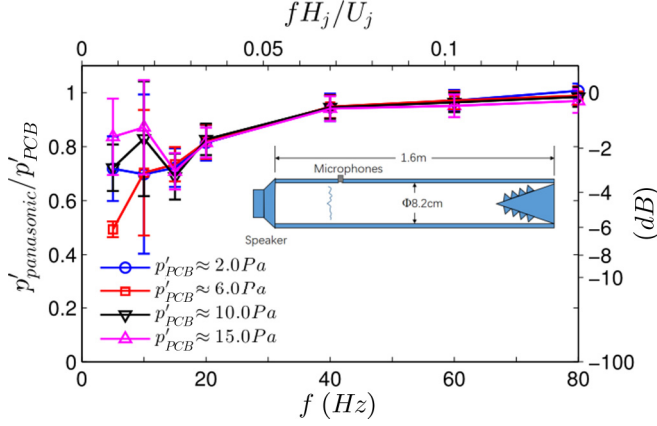 fH_j/U_j
0 0.05 0.1
1 0.8 0.6 0.4 0.2 0
p'_panasonic/p'_PCB
0 -2 -4 -6 -8 -10 -100
(dB)
1.6m
Microphones
Φ8.2cm
Speaker
p'_PCB ≈ 2.0Pa
p'_PCB ≈ 6.0Pa
p'_PCB ≈ 10.0Pa
p'_PCB ≈ 15.0Pa
0 20 40 60 80
f (Hz)